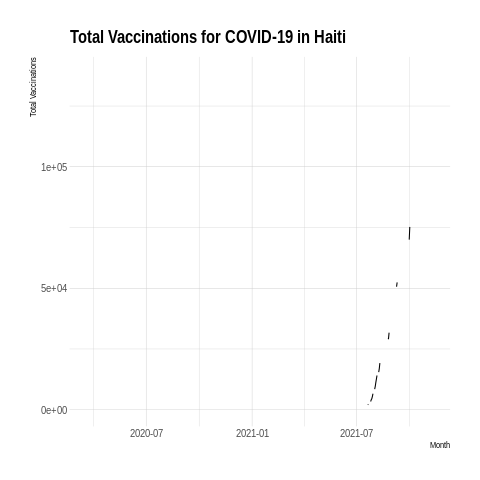 Total Vaccinations for COVID-19 in Haiti
Total Vaccinations
1e+05
5e+04
0e+00
2020-07
2021-01
2021-07
Month